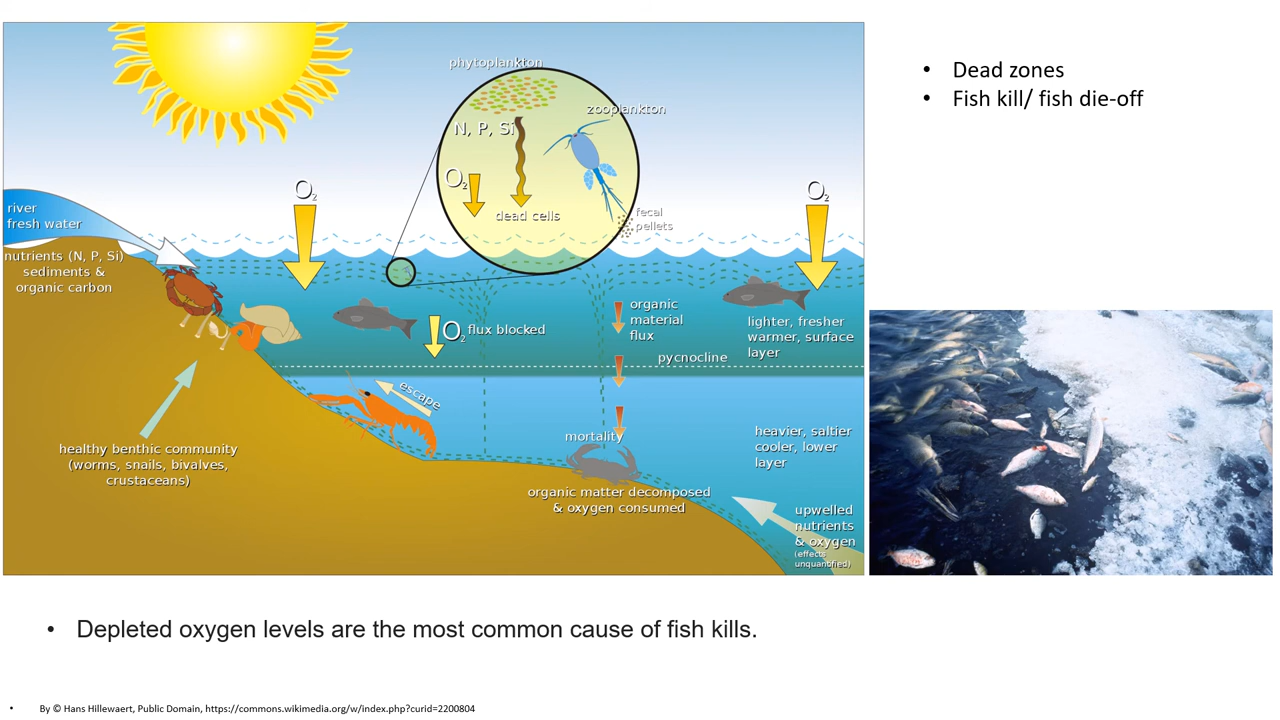 • Dead zones
• Fish kill/ fish die-off
phytoplankton
zooplankton
N, P, Si
O₂
dead cells
fecal
pellets
O₂
O₂
river
fresh water
nutrients (N, P, Si)
sediments &
organic carbon
O₂ flux blocked
organic
material
flux
lighter, fresher
warmer, surface
layer
pycnocline
escape
healthy benthic community
(worms, snails, bivalves,
crustaceans)
mortality
heavier, saltier
cooler, lower
layer
organic matter decomposed
& oxygen consumed
upwelled
nutrients
& oxygen
(effects
unquantified)
• Depleted oxygen levels are the most common cause of fish kills.
• By © Hans Hillewaert, Public Domain, https://commons.wikimedia.org/w/index.php?curid=2200804